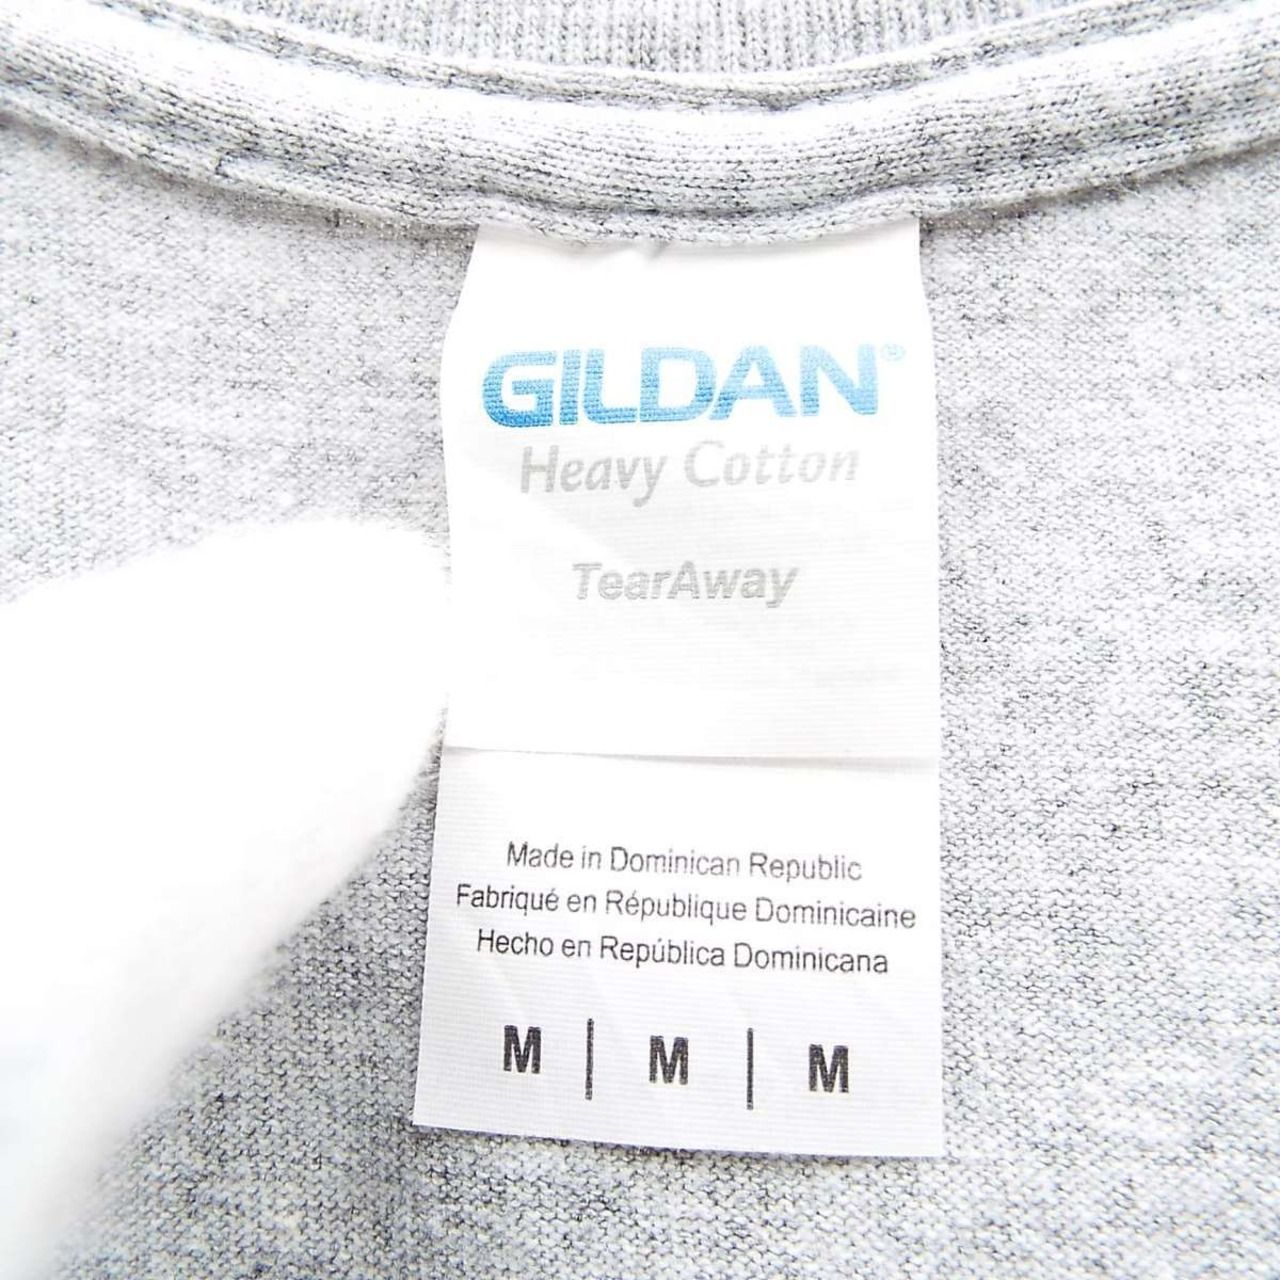 GILDAN®
Heavy Cotton
TearAway
Made in Dominican Republic
Fabriqué en République Dominicaine
Hecho en República Dominicana
M | M | M